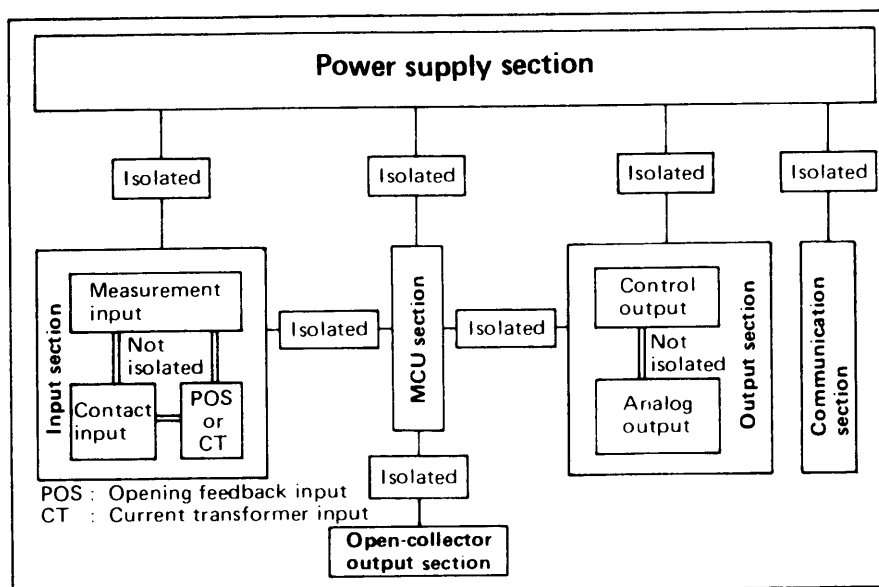 Power supply section
Isolated
Isolated
Isolated
Isolated
Input section
Measurement
input
Not
isolated
Contact
input
POS
or
CT
Isolated
MCU section
Isolated
Control
output
Not
isolated
Analog
output
Output section
Communication
section
Isolated
POS : Opening feedback input
CT : Current transformer input
Open-collector
output section